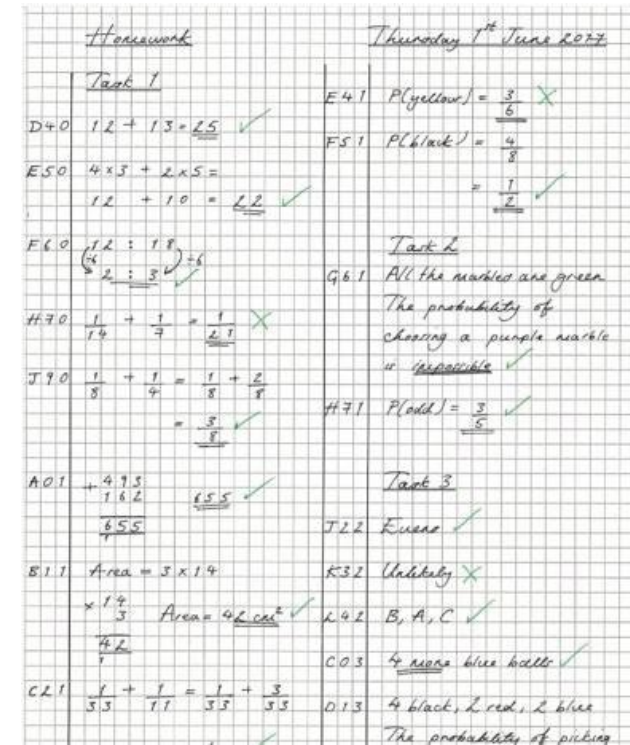 Homework
Thursday 1st June 2017
Task 1
D40 12 + 13 = 25 ✓
E50 4 × 3 + 2 × 5 =
12 + 10 = 22 ✓
F60 12 : 18
÷6 ÷6
2 : 3 ✓
H70 1/14 + 1/7 = 1/21 ✗
J90 1/8 + 1/4 = 1/8 + 2/8
= 3/8 ✓
A01 + 493
162 655 ✓
655
1
B11 Area = 3 × 14
× 14
3 Area = 42 cm² ✓
42
1
C21 1/33 + 1/11 = 1/33 + 3/33
E41 P(yellow) = 3/6 ✗
F51 P(black) = 4/8
= 1/2 ✓
Task 2
G61 All the marbles are green
The probability of
choosing a purple marble
is impossible ✓
H71 P(odd) = 3/5 ✓
Task 3
J22 Evens ✓
K32 Unlikely ✗
L42 B, A, C ✓
C03 4 more blue balls ✓
D13 4 black, 2 red, 2 blue
The probability of picking